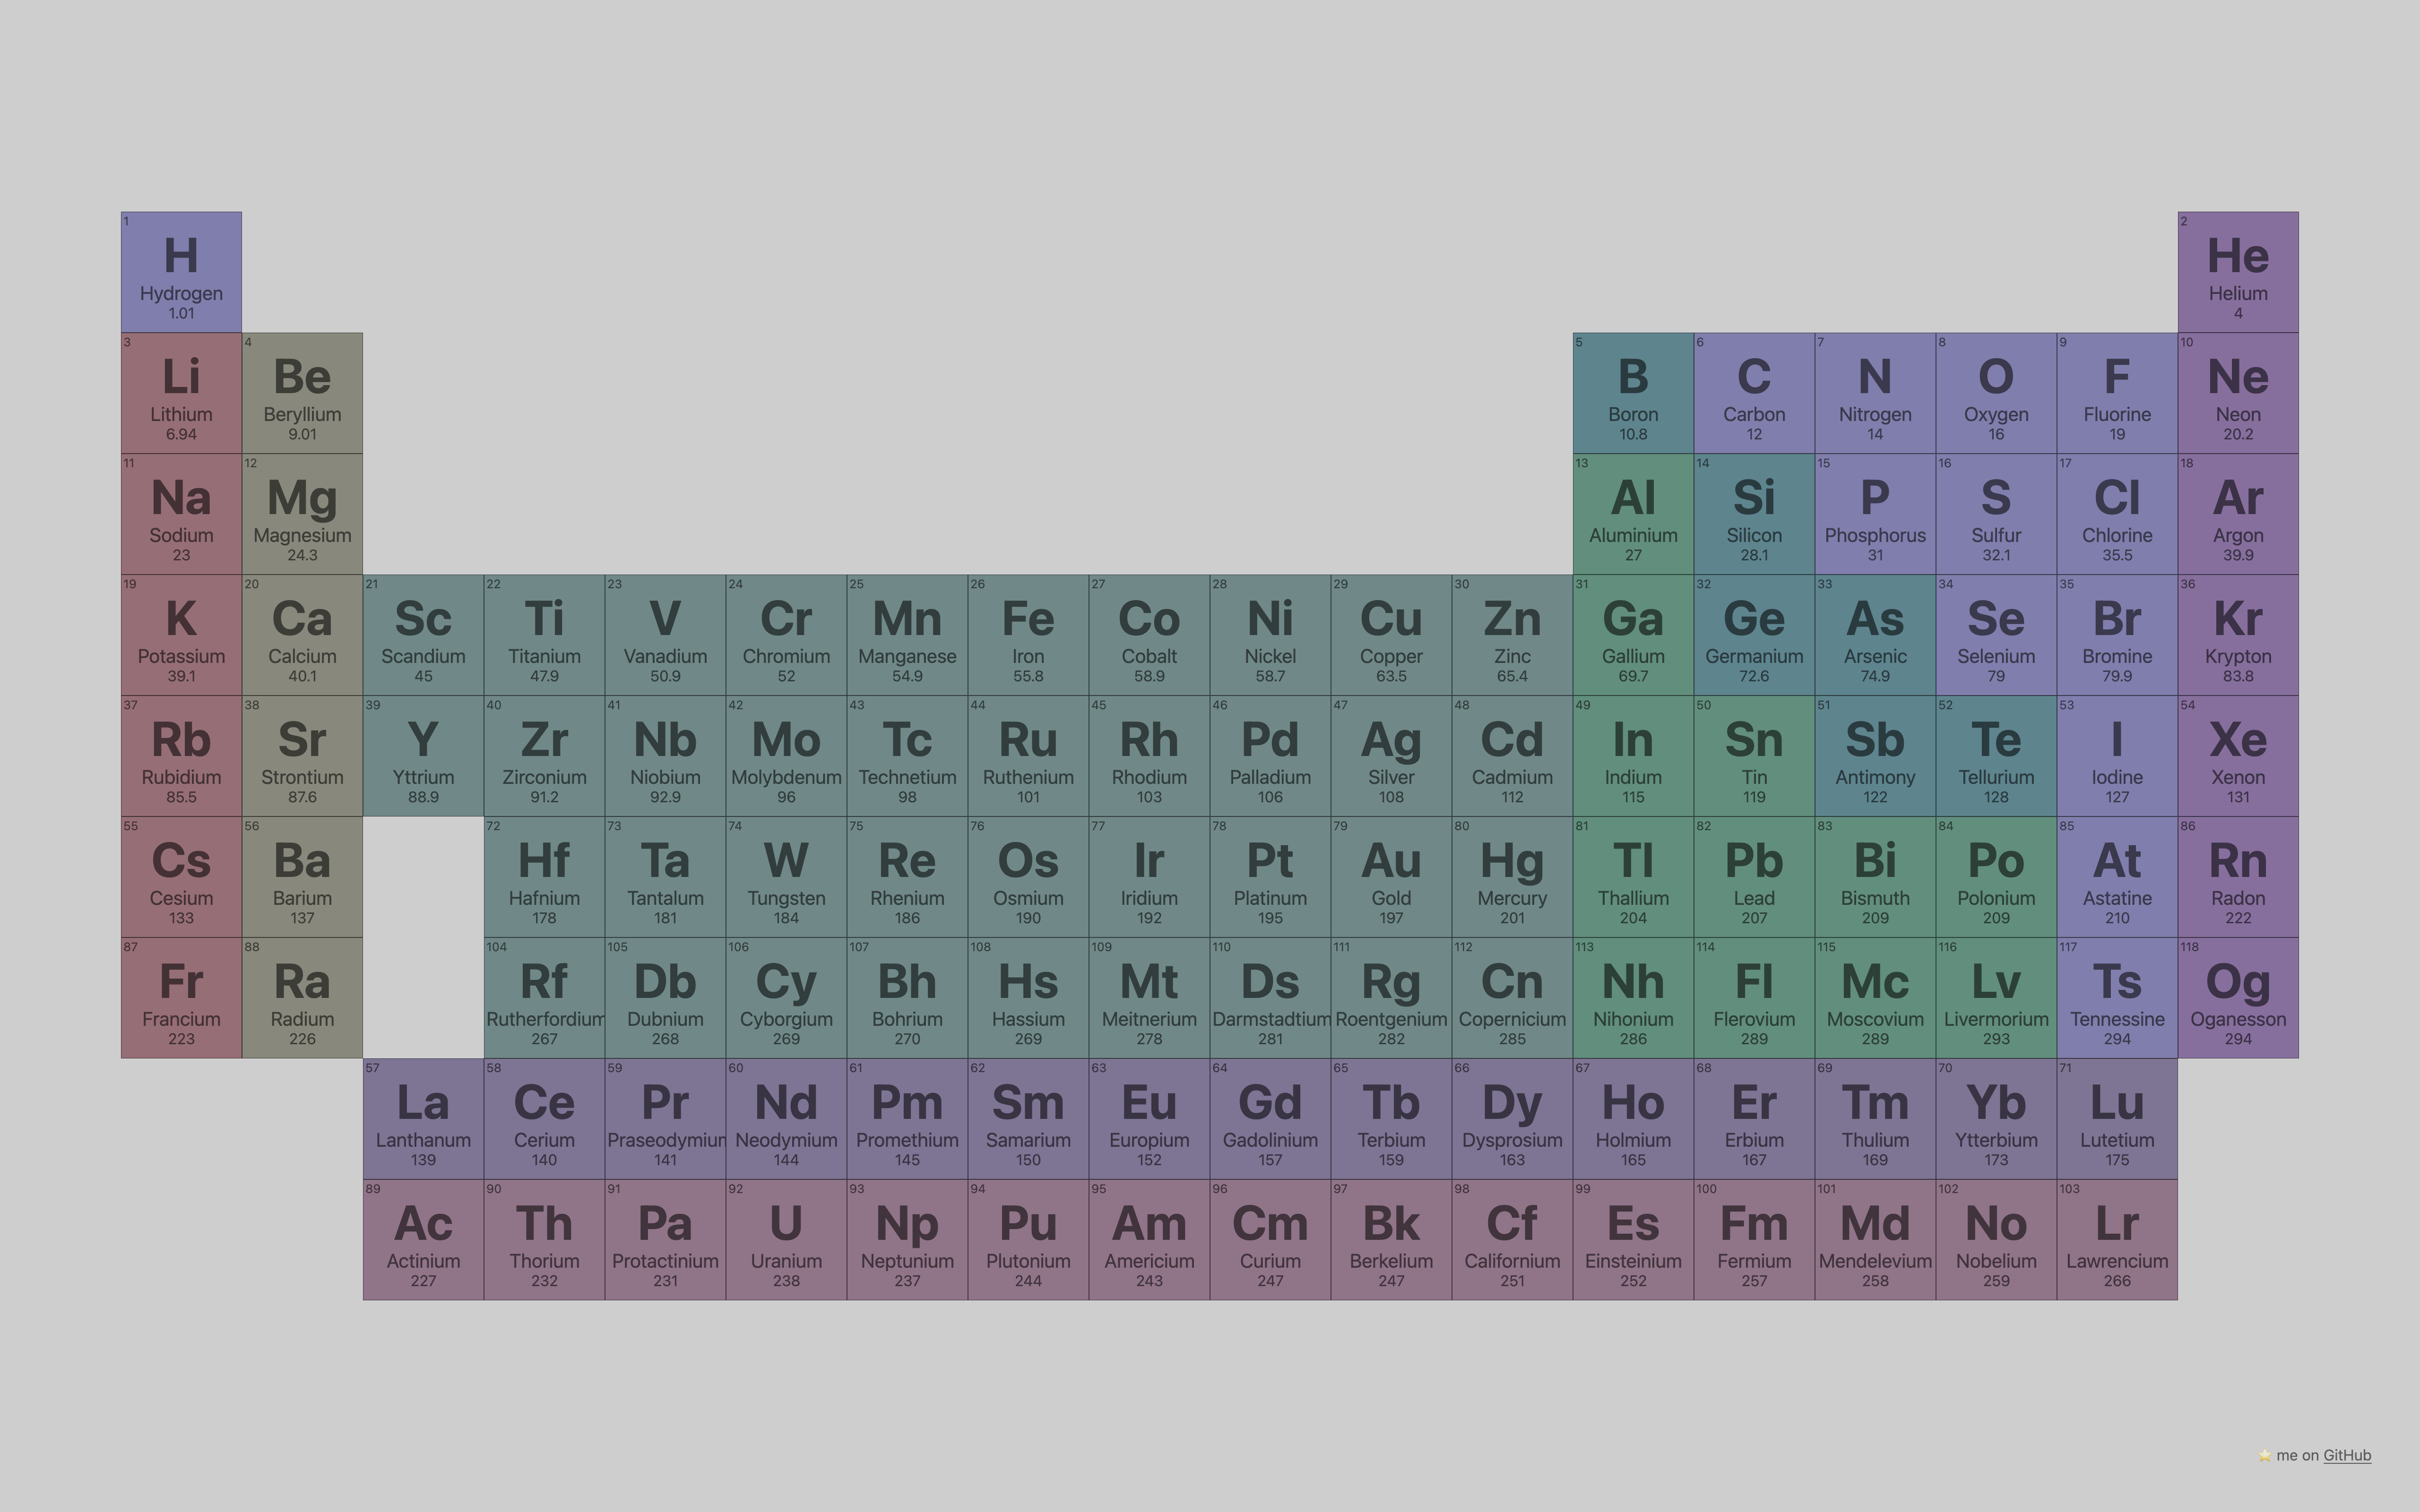 1 2
H He
Hydrogen Helium
1.01 4
3 4 5 6 7 8 9 10
Li Be B C N O F Ne
Lithium Beryllium Boron Carbon Nitrogen Oxygen Fluorine Neon
6.94 9.01 10.8 12 14 16 19 20.2
11 12 13 14 15 16 17 18
Na Mg Al Si P S Cl Ar
Sodium Magnesium Aluminium Silicon Phosphorus Sulfur Chlorine Argon
23 24.3 27 28.1 31 32.1 35.5 39.9
19 20 21 22 23 24 25 26 27 28 29 30 31 32 33 34 35 36
K Ca Sc Ti V Cr Mn Fe Co Ni Cu Zn Ga Ge As Se Br Kr
Potassium Calcium Scandium Titanium Vanadium Chromium Manganese Iron Cobalt Nickel Copper Zinc Gallium Germanium Arsenic Selenium Bromine Krypton
39.1 40.1 45 47.9 50.9 52 54.9 55.8 58.9 58.7 63.5 65.4 69.7 72.6 74.9 79 79.9 83.8
37 38 39 40 41 42 43 44 45 46 47 48 49 50 51 52 53 54
Rb Sr Y Zr Nb Mo Tc Ru Rh Pd Ag Cd In Sn Sb Te I Xe
Rubidium Strontium Yttrium Zirconium Niobium Molybdenum Technetium Ruthenium Rhodium Palladium Silver Cadmium Indium Tin Antimony Tellurium Iodine Xenon
85.5 87.6 88.9 91.2 92.9 96 98 101 103 106 108 112 115 119 122 128 127 131
55 56 72 73 74 75 76 77 78 79 80 81 82 83 84 85 86
Cs Ba Hf Ta W Re Os Ir Pt Au Hg Tl Pb Bi Po At Rn
Cesium Barium Hafnium Tantalum Tungsten Rhenium Osmium Iridium Platinum Gold Mercury Thallium Lead Bismuth Polonium Astatine Radon
133 137 178 181 184 186 190 192 195 197 201 204 207 209 209 210 222
87 88 104 105 106 107 108 109 110 111 112 113 114 115 116 117 118
Fr Ra Rf Db Cy Bh Hs Mt Ds Rg Cn Nh Fl Mc Lv Ts Og
Francium Radium Rutherfordium Dubnium Cyborgium Bohrium Hassium Meitnerium Darmstadtium Roentgenium Copernicium Nihonium Flerovium Moscovium Livermorium Tennessine Oganesson
223 226 267 268 269 270 269 278 281 282 285 286 289 289 293 294 294
57 58 59 60 61 62 63 64 65 66 67 68 69 70 71
La Ce Pr Nd Pm Sm Eu Gd Tb Dy Ho Er Tm Yb Lu
Lanthanum Cerium Praseodymiur Neodymium Promethium Samarium Europium Gadolinium Terbium Dysprosium Holmium Erbium Thulium Ytterbium Lutetium
139 140 141 144 145 150 152 157 159 163 165 167 169 173 175
89 90 91 92 93 94 95 96 97 98 99 100 101 102 103
Ac Th Pa U Np Pu Am Cm Bk Cf Es Fm Md No Lr
Actinium Thorium Protactinium Uranium Neptunium Plutonium Americium Curium Berkelium Californium Einsteinium Fermium Mendelevium Nobelium Lawrencium
227 232 231 238 237 244 243 247 247 251 252 257 258 259 266
⭐ me on GitHub